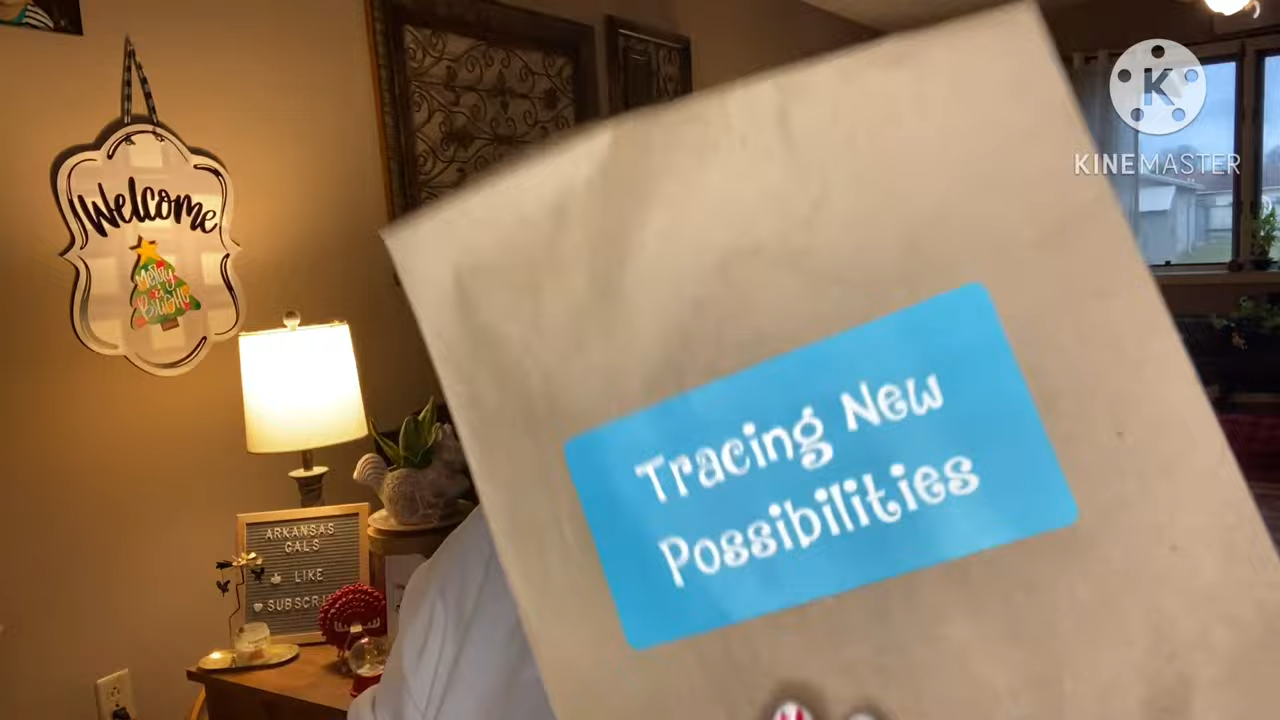 Welcome
Merry
&
BRIGHT
K
KINEMASTER
Tracing New
Possibilities
ARKANSAS
GALS
LIKE
SUBSCRI